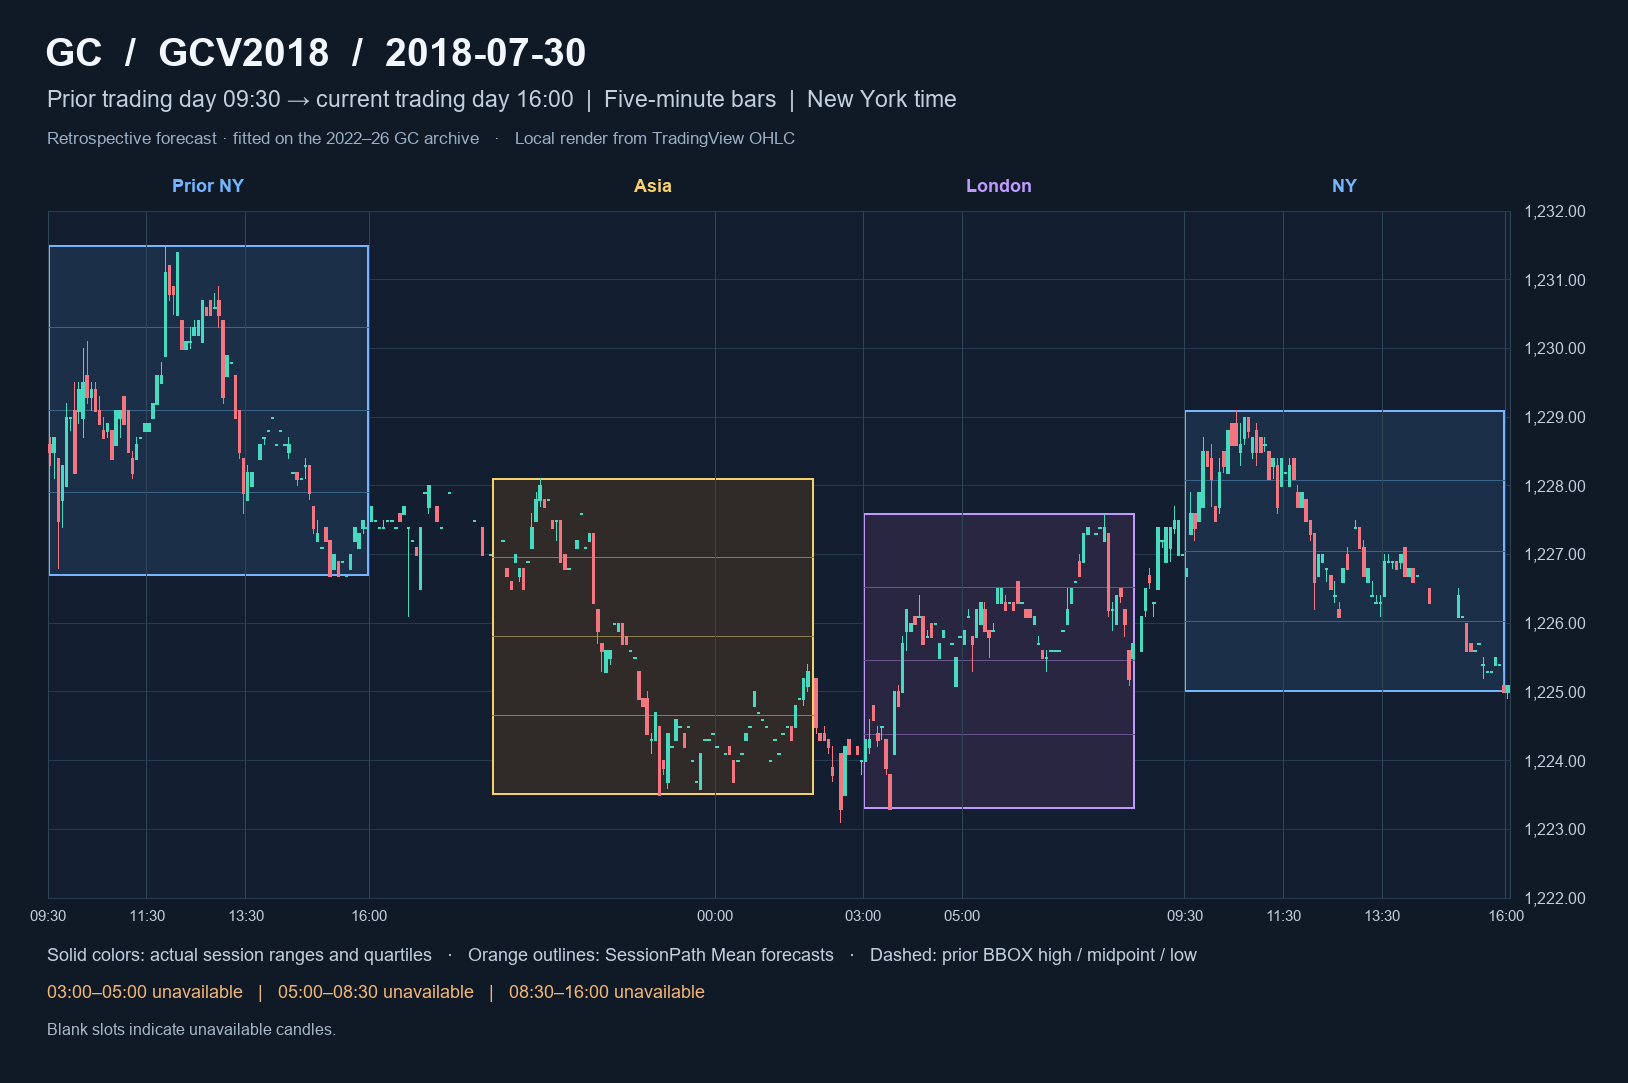 GC / GCV2018 / 2018-07-30
Prior trading day 09:30 → current trading day 16:00 | Five-minute bars | New York time
Retrospective forecast · fitted on the 2022–26 GC archive · Local render from TradingView OHLC
Prior NY Asia London NY
1,232.00
1,231.00
1,230.00
1,229.00
1,228.00
1,227.00
1,226.00
1,225.00
1,224.00
1,223.00
1,222.00
09:30 11:30 13:30 16:00 00:00 03:00 05:00 09:30 11:30 13:30 16:00
Solid colors: actual session ranges and quartiles · Orange outlines: SessionPath Mean forecasts · Dashed: prior BBOX high / midpoint / low
03:00–05:00 unavailable | 05:00–08:30 unavailable | 08:30–16:00 unavailable
Blank slots indicate unavailable candles.